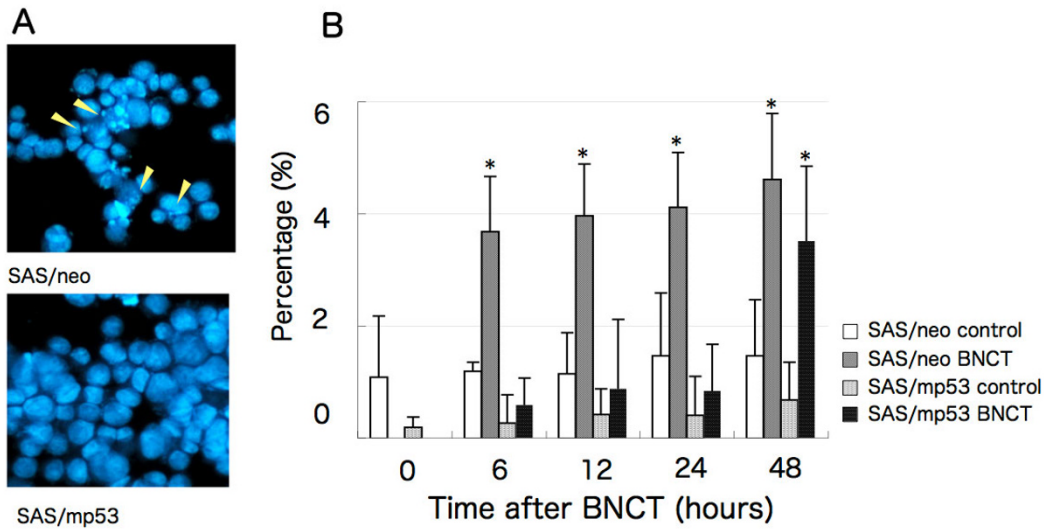 A
SAS/neo
SAS/mp53
B
Percentage (%)
6
4
2
0
* * * * *
0 6 12 24 48
Time after BNCT (hours)
SAS/neo control
SAS/neo BNCT
SAS/mp53 control
SAS/mp53 BNCT